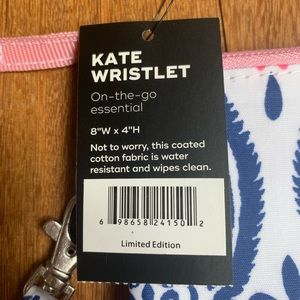 KATE
WRISTLET
On-the-go
essential
8"W x 4"H
Not to worry, this coated
cotton fabric is water
resistant and wipes clean.
6 98658 24150 2
Limited Edition